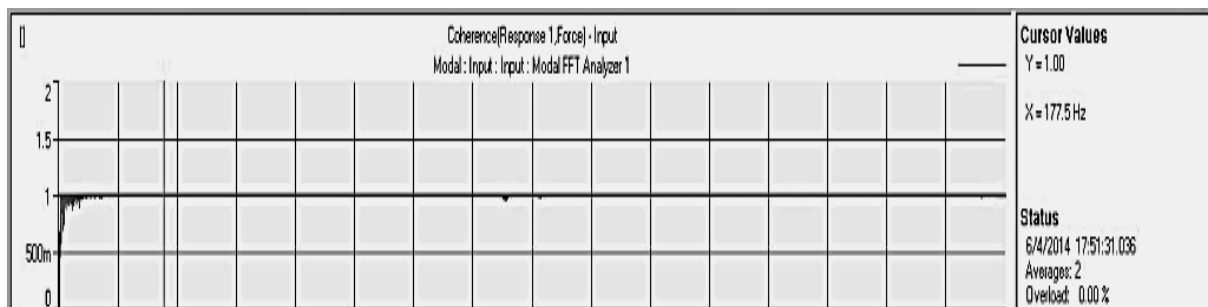 []
Coherence(Response 1,Force) - Input
Modal : Input : Input : Modal FFT Analyzer 1
2
1.5
1
500m
0
Cursor Values
Y = 1.00
X = 177.5 Hz
Status
6/4/2014 17:51:31.036
Averages: 2
Overload: 0.00 %